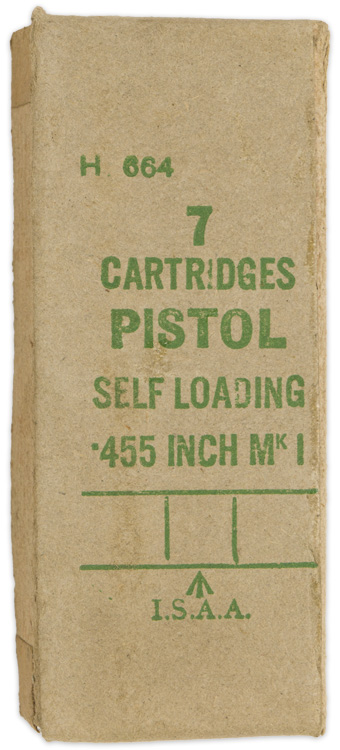 H 664
7
CARTRIDGES
PISTOL
SELF LOADING
·455 INCH Mᴷ I
I.S.A.A.